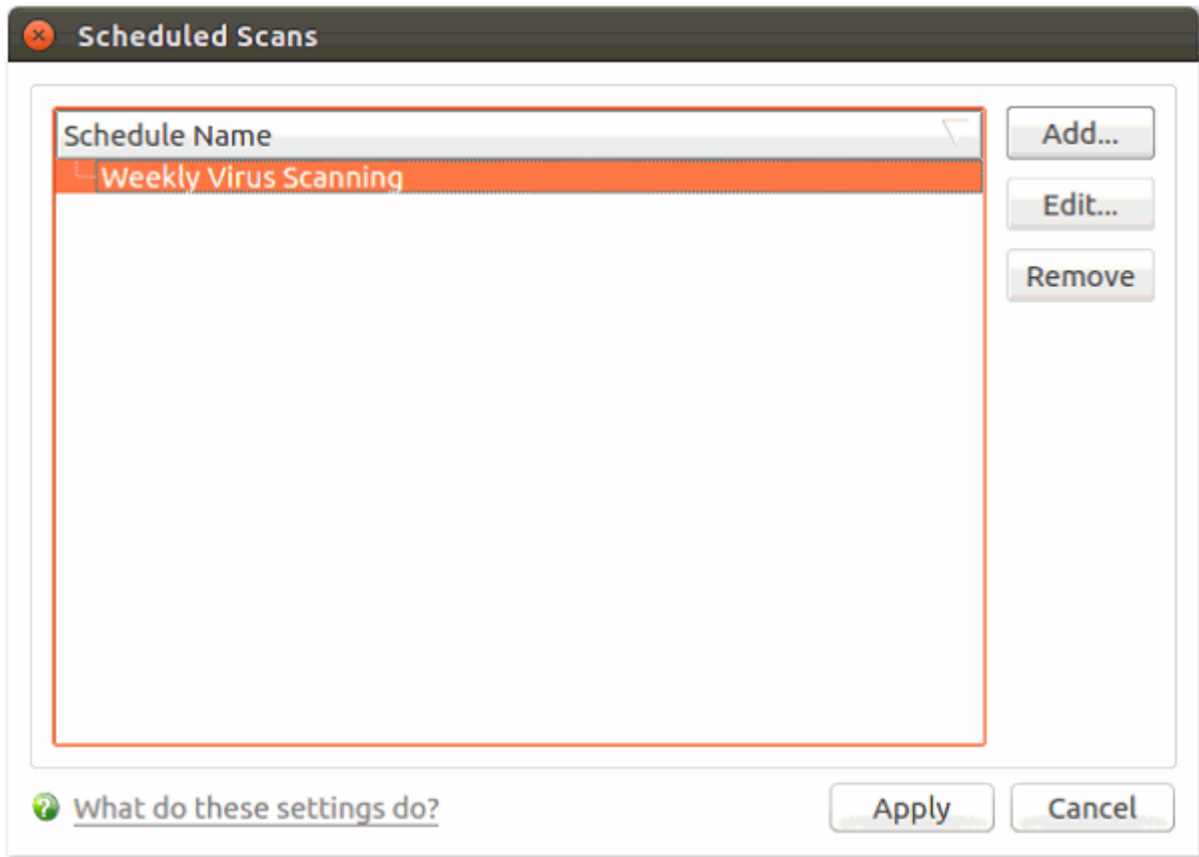 Scheduled Scans
Schedule Name
Weekly Virus Scanning
Add...
Edit...
Remove
What do these settings do?
Apply
Cancel